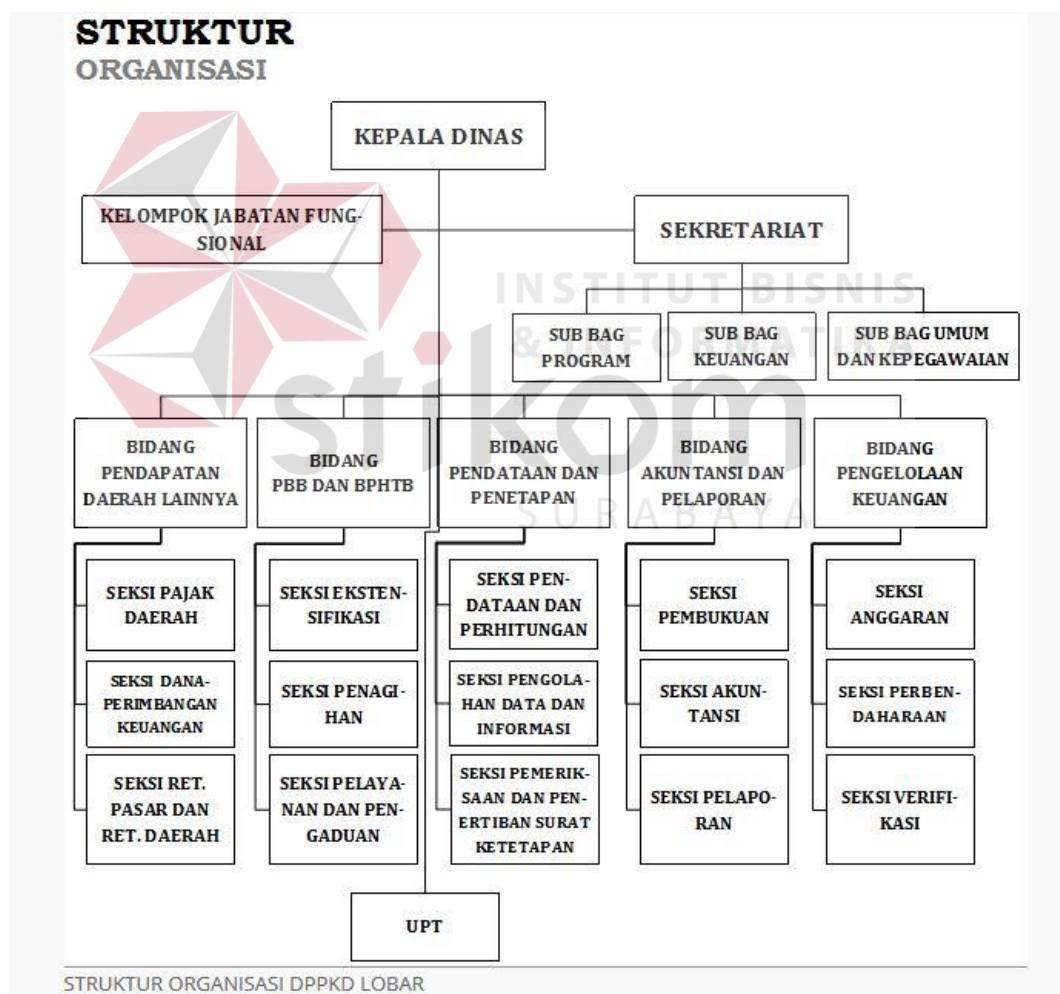 STRUKTUR
ORGANISASI
KEPALA DINAS
KELOMPOK JABATAN FUNG-
SIONAL
SEKRETARIAT
INSTITUT BISNIS
& INFORMATIKA
stikom
SURABAYA
SUB BAG
PROGRAM
SUB BAG
KEUANGAN
SUB BAG UMUM
DAN KEPEGAWAIAN
BIDANG
PENDAPATAN
DAERAH LAINNYA
BIDANG
PBB DAN BPHTB
BIDANG
PENDATAAN DAN
PENETAPAN
BIDANG
AKUNTANSI DAN
PELAPORAN
BIDANG
PENGELOLAAN
KEUANGAN
SEKSI PAJAK
DAERAH
SEKSI EKSTEN-
SIFIKASI
SEKSI PEN-
DATAAN DAN
PERHITUNGAN
SEKSI
PEMBUKUAN
SEKSI
ANGGARAN
SEKSI DANA-
PERIMBANGAN
KEUANGAN
SEKSI PENAGI-
HAN
SEKSI PENGOLA-
HAN DATA DAN
INFORMASI
SEKSI AKUN-
TANSI
SEKSI PERBEN-
DAHARAAN
SEKSI RET.
PASAR DAN
RET. DAERAH
SEKSI PELAYA-
NAN DAN PEN-
GADUAN
SEKSI PEMERIK-
SAAN DAN PEN-
ERTIBAN SURAT
KETETAPAN
SEKSI PELAPO-
RAN
SEKSI VERIFI-
KASI
UPT
STRUKTUR ORGANISASI DPPKD LOBAR